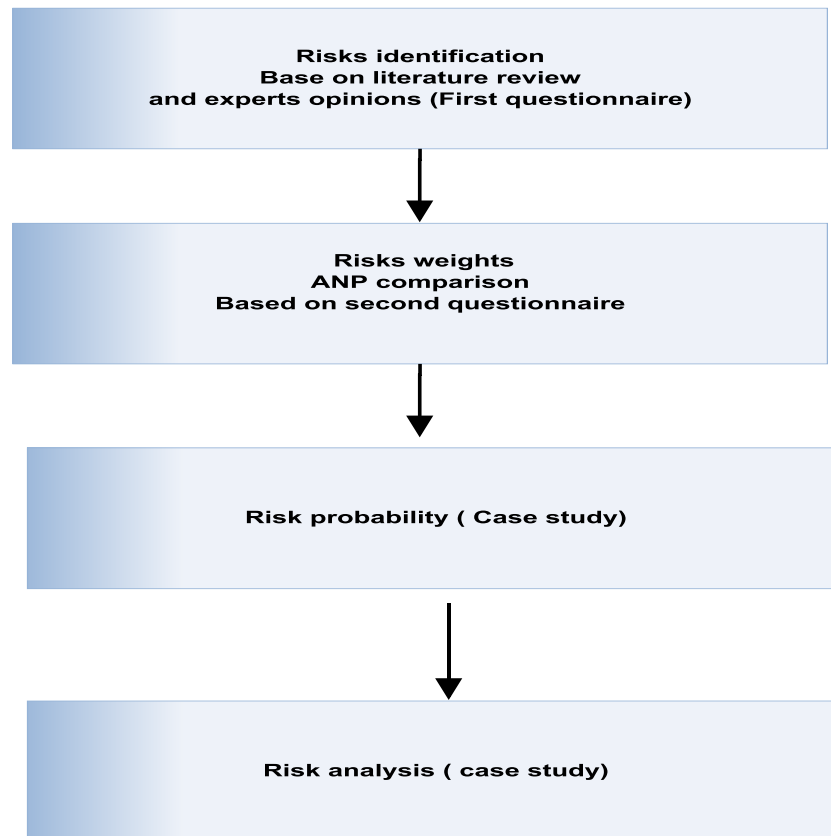 Risks identification
Base on literature review
and experts opinions (First questionnaire)
Risks weights
ANP comparison
Based on second questionnaire
Risk probability ( Case study)
Risk analysis ( case study)